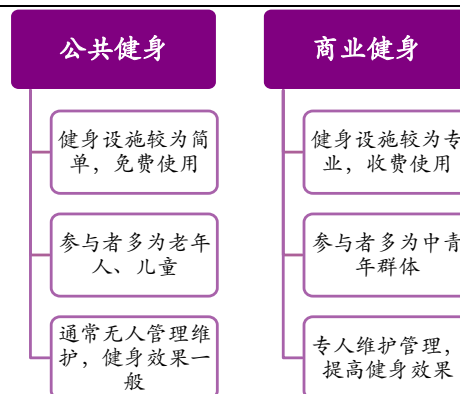 公共健身
健身设施较为简
单，免费使用
参与者多为老年
人、儿童
通常无人管理维
护，健身效果一
般
商业健身
健身设施较为专
业，收费使用
参与者多为中青
年群体
专人维护管理，
提高健身效果